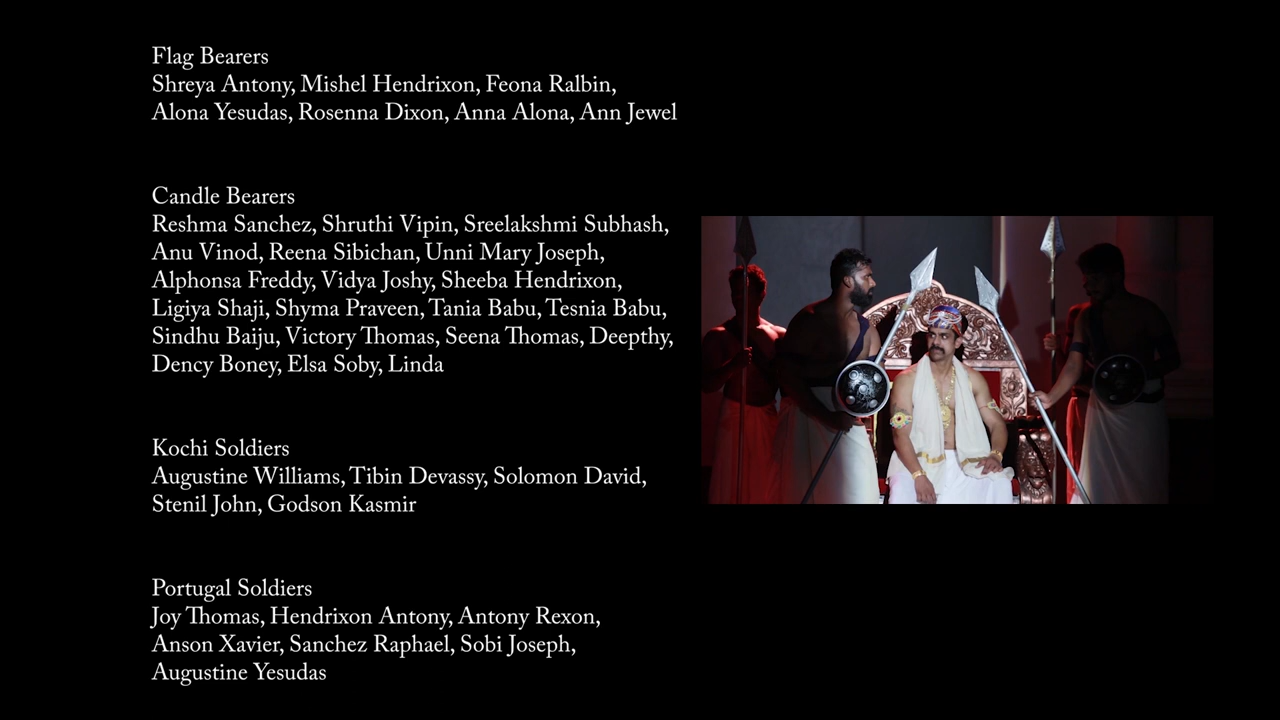 Flag Bearers
Shreya Antony, Mishel Hendrixon, Feona Ralbin,
Alona Yesudas, Rosenna Dixon, Anna Alona, Ann Jewel
Candle Bearers
Reshma Sanchez, Shruthi Vipin, Sreelakshmi Subhash,
Anu Vinod, Reena Sibichan, Unni Mary Joseph,
Alphonsa Freddy, Vidya Joshy, Sheeba Hendrixon,
Ligiya Shaji, Shyma Praveen, Tania Babu, Tesnia Babu,
Sindhu Baiju, Victory Thomas, Seena Thomas, Deepthy,
Dency Boney, Elsa Soby, Linda
Kochi Soldiers
Augustine Williams, Tibin Devassy, Solomon David,
Stenil John, Godson Kasmir
Portugal Soldiers
Joy Thomas, Hendrixon Antony, Antony Rexon,
Anson Xavier, Sanchez Raphael, Sobi Joseph,
Augustine Yesudas